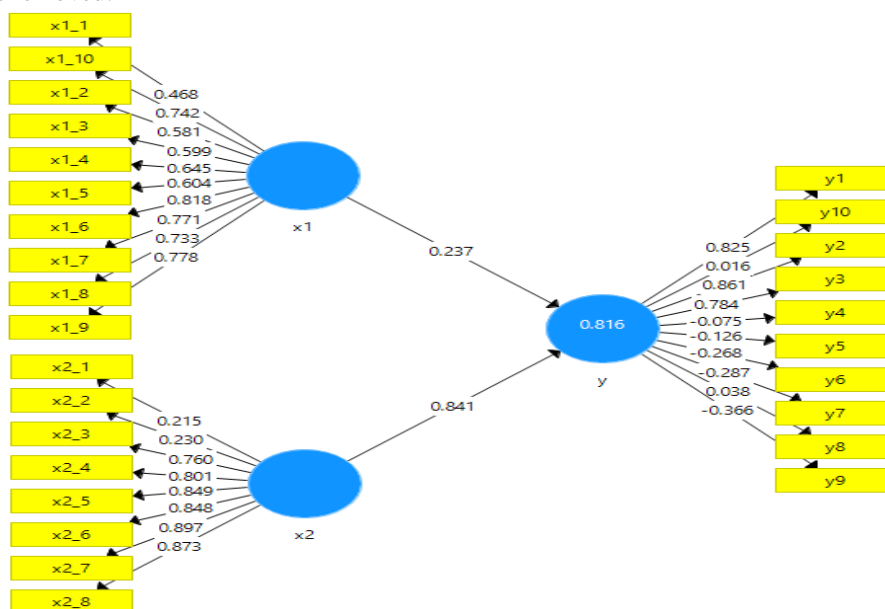 x1_1
x1_10
x1_2
x1_3
x1_4
x1_5
x1_6
x1_7
x1_8
x1_9
0.468
0.742
0.581
0.599
0.645
0.604
0.818
0.771
0.733
0.778
x1
0.237
x2_1
x2_2
x2_3
x2_4
x2_5
x2_6
x2_7
x2_8
0.215
0.230
0.760
0.801
0.849
0.848
0.897
0.873
x2
0.841
0.816
y
0.825
0.016
0.861
0.784
-0.075
-0.126
-0.268
-0.287
0.038
-0.366
y1
y10
y2
y3
y4
y5
y6
y7
y8
y9